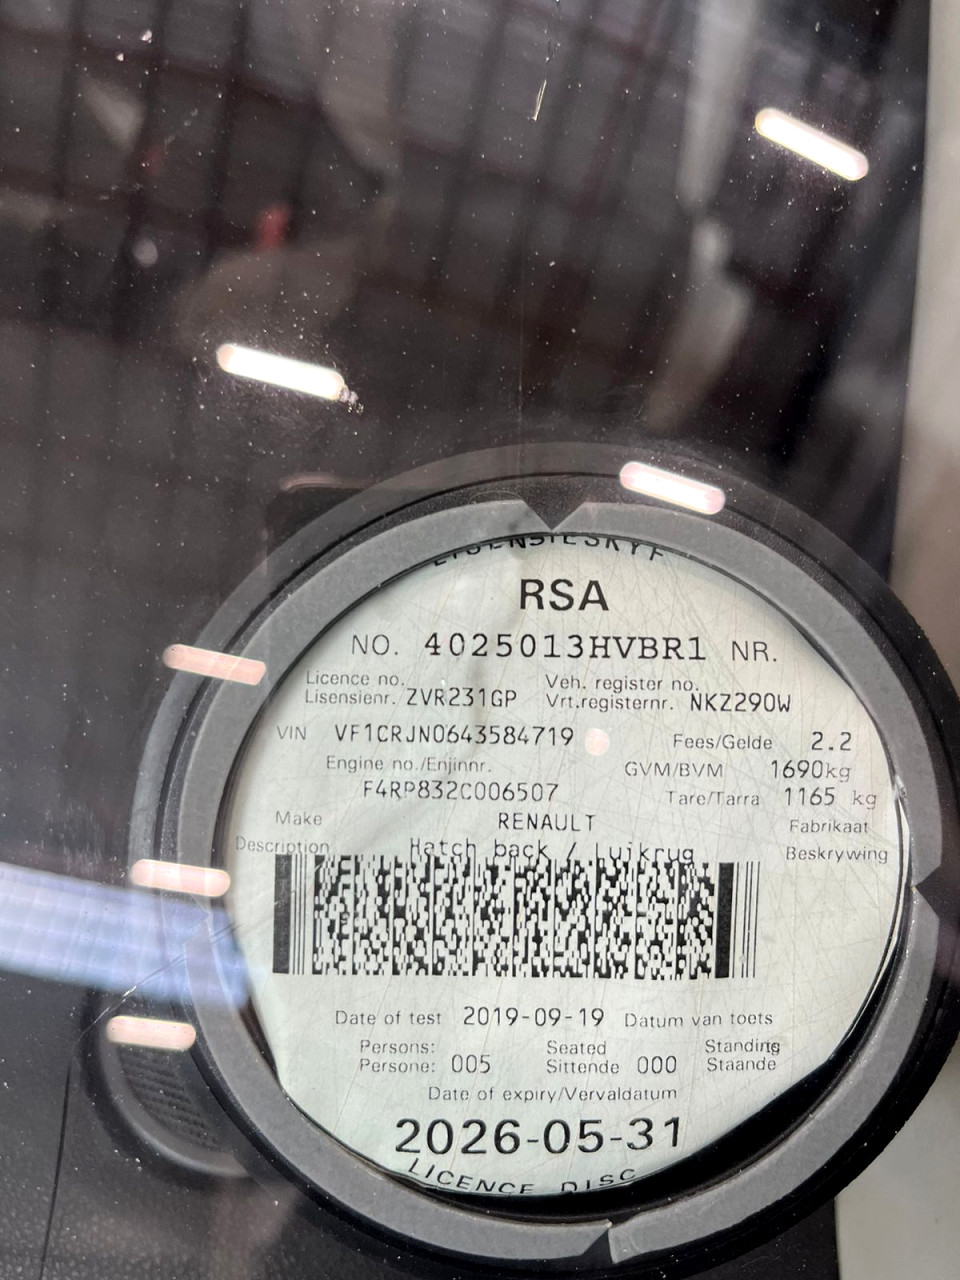 LISENSIESKYF
RSA
NO. 4025013HVBR1 NR.
Licence no. Veh. register no.
Lisensienr. ZVR231GP Vrt.registernr. NKZ290W
VIN VF1CRJN0643584719 Fees/Gelde 2.2
Engine no./Enjinnr. GVM/BVM 1690kg
F4RP832C006507 Tare/Tarra 1165 kg
Make RENAULT Fabrikaat
Description Hatch back / Luikrug Beskrywing
Date of test 2019-09-19 Datum van toets
Persons: Seated Standing
Persone: 005 Sittende 000 Staande
Date of expiry/Vervaldatum
2026-05-31
LICENCE DISC